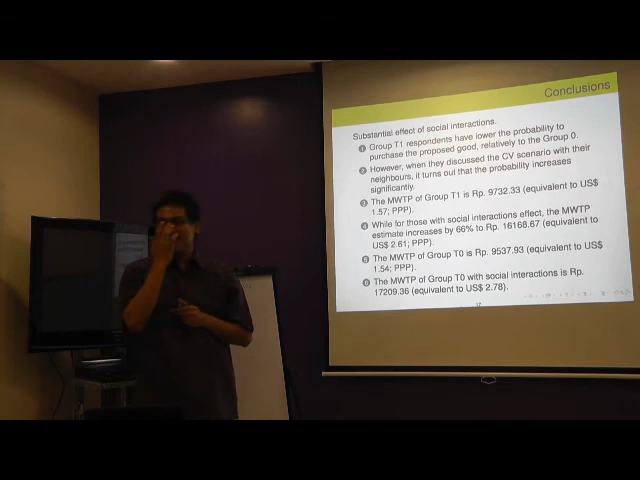 Conclusions
Substantial effect of social interactions.
1 Group T1 respondents have lower the probability to
purchase the proposed good, relatively to the Group 0.
2 However, when they discussed the CV scenario with their
neighbours, it turns out that the probability increases
significantly.
3 The MWTP of Group T1 is Rp. 9732.33 (equivalent to US$
1.57; PPP).
4 While for those with social interactions effect, the MWTP
estimate increases by 66% to Rp. 16168.67 (equivalent to
US$ 2.61; PPP).
5 The MWTP of Group T0 is Rp. 9537.93 (equivalent to US$
1.54; PPP).
6 The MWTP of Group T0 with social interactions is Rp.
17209.36 (equivalent to US$ 2.78).
17